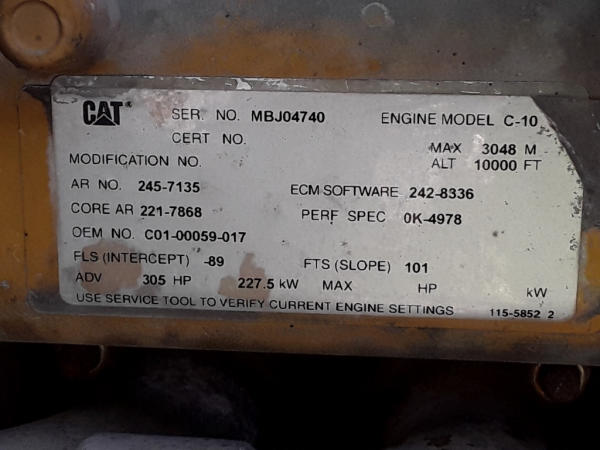 CAT SER. NO. MBJ04740 ENGINE MODEL C-10
CERT NO. MAX 3048 M
MODIFICATION NO. ALT 10000 FT
AR NO. 245-7135 ECM SOFTWARE 242-8336
CORE AR 221-7868 PERF SPEC 0K-4978
OEM NO. C01-00059-017
FLS (INTERCEPT) -89 FTS (SLOPE) 101
ADV 305 HP 227.5 kW MAX HP kW
USE SERVICE TOOL TO VERIFY CURRENT ENGINE SETTINGS 115-5852 2